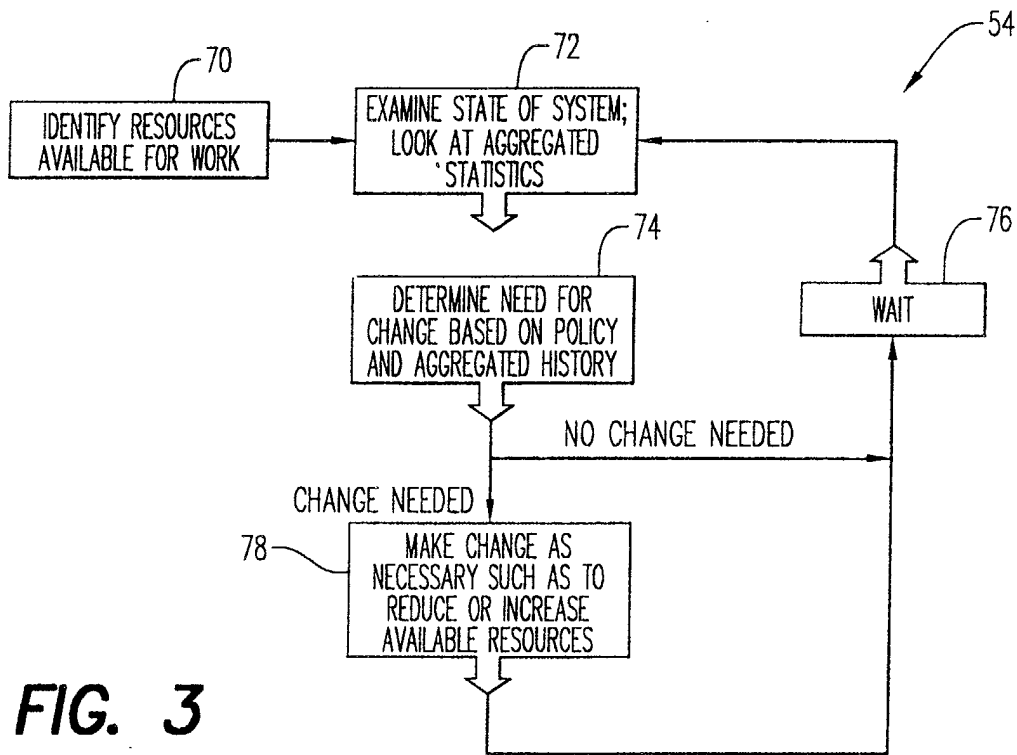 54
70
IDENTIFY RESOURCES
AVAILABLE FOR WORK
72
EXAMINE STATE OF SYSTEM;
LOOK AT AGGREGATED
STATISTICS
74
DETERMINE NEED FOR
CHANGE BASED ON POLICY
AND AGGREGATED HISTORY
76
WAIT
NO CHANGE NEEDED
CHANGE NEEDED
78
MAKE CHANGE AS
NECESSARY SUCH AS TO
REDUCE OR INCREASE
AVAILABLE RESOURCES
FIG. 3